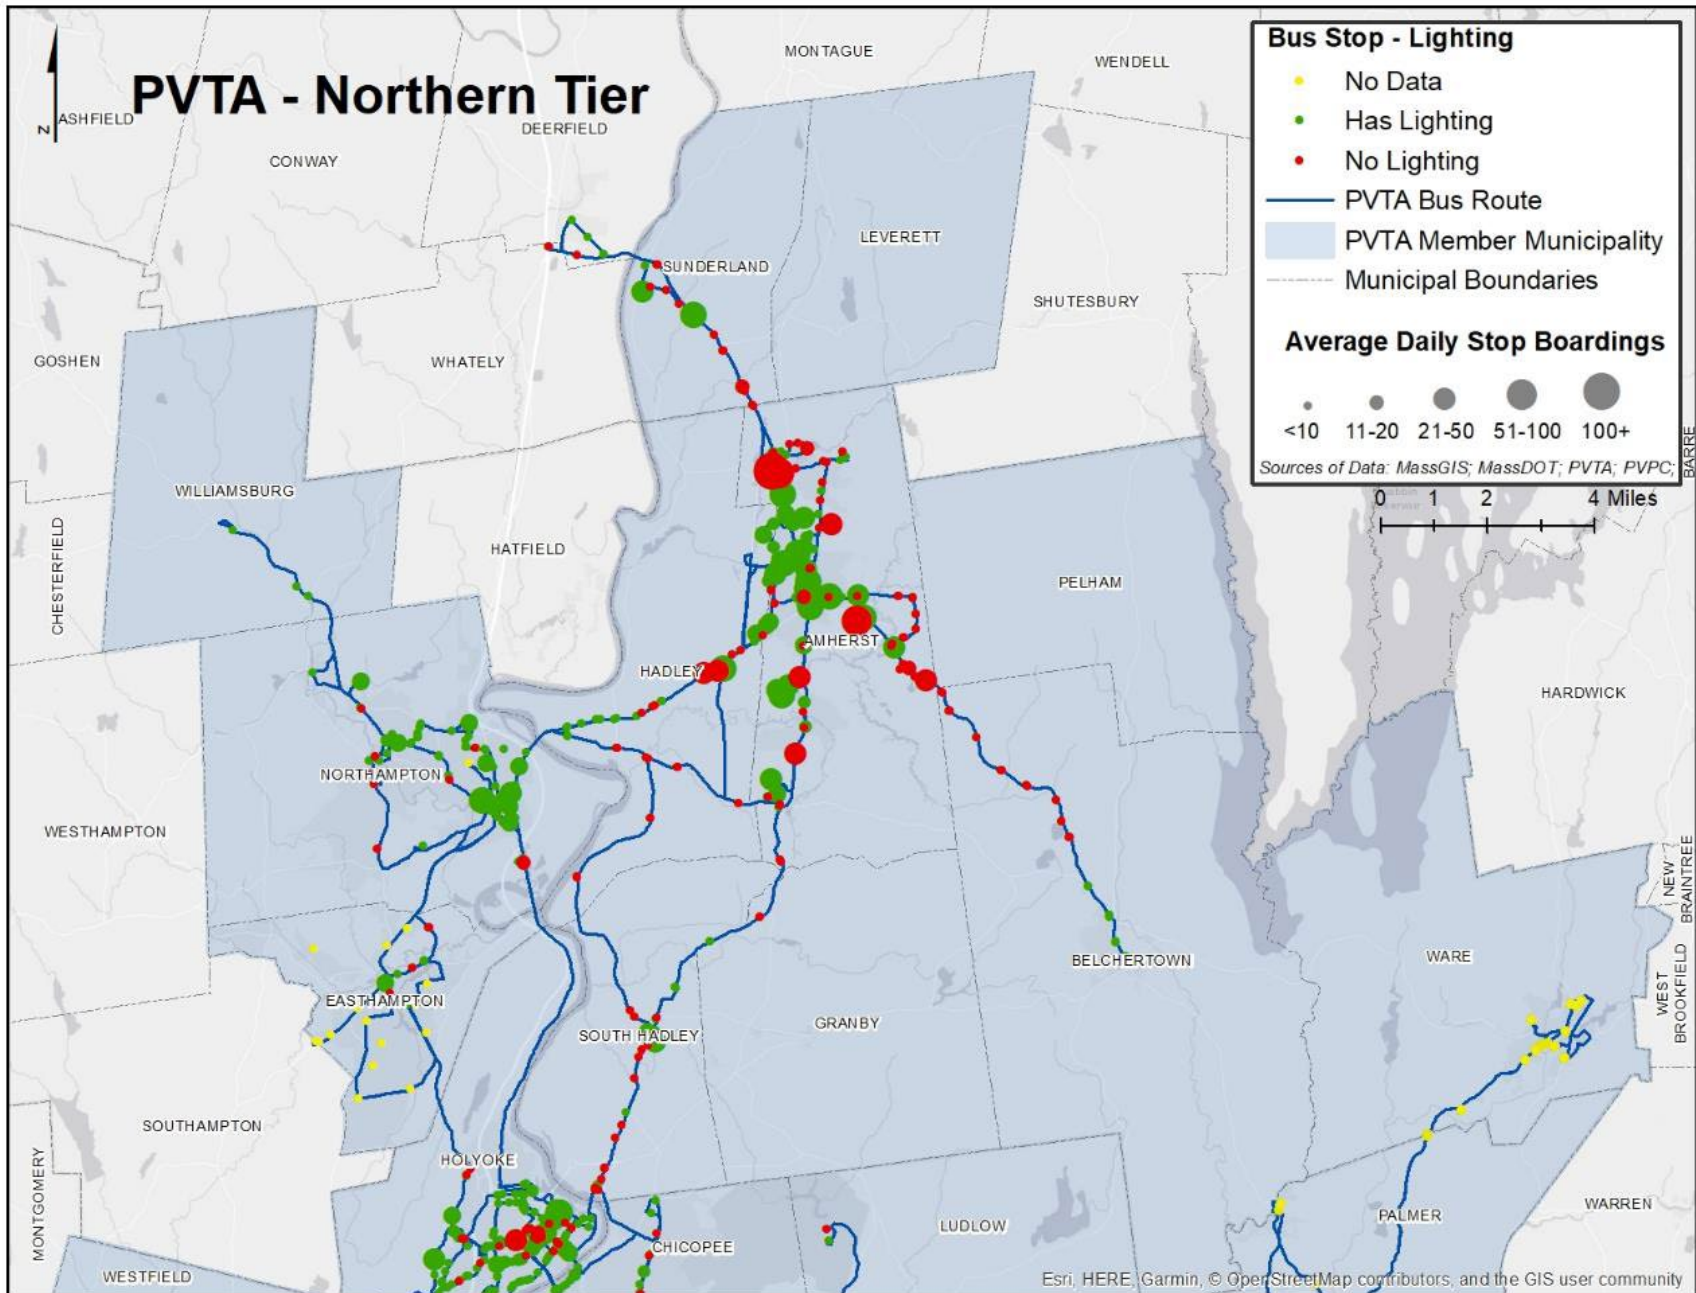 PVTA - Northern Tier
N
Bus Stop - Lighting
No Data
Has Lighting
No Lighting
PVTA Bus Route
PVTA Member Municipality
Municipal Boundaries
Average Daily Stop Boardings
<10 11-20 21-50 51-100 100+
Sources of Data: MassGIS; MassDOT; PVTA; PVPC;
0 1 2 4 Miles
MONTAGUE
WENDELL
ASHFIELD
DEERFIELD
CONWAY
LEVERETT
SUNDERLAND
SHUTESBURY
GOSHEN
WHATELY
BARRE
WILLIAMSBURG
CHESTERFIELD
HATFIELD
PELHAM
AMHERST
HADLEY
HARDWICK
NORTHAMPTON
WESTHAMPTON
NEW
BRAINTREE
BELCHERTOWN
WARE
WEST
BROOKFIELD
EASTHAMPTON
GRANBY
SOUTH HADLEY
SOUTHAMPTON
HOLYOKE
MONTGOMERY
PALMER
WARREN
LUDLOW
CHICOPEE
WESTFIELD
Esri, HERE, Garmin, © OpenStreetMap contributors, and the GIS user community